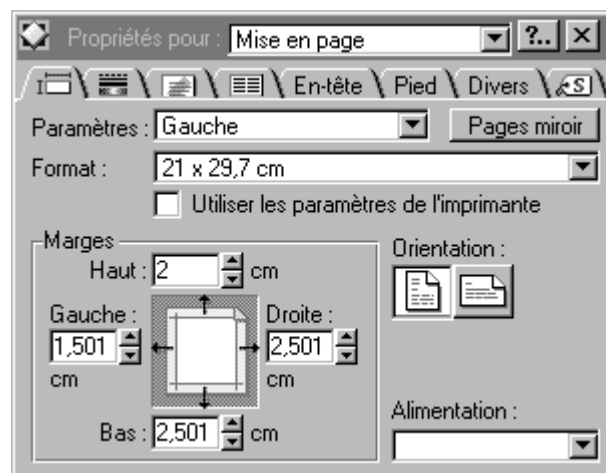 Propriétés pour : Mise en page ?..
En-tête Pied Divers S
Paramètres : Gauche Pages miroir
Format : 21 x 29,7 cm
Utiliser les paramètres de l'imprimante
Marges
Orientation :
Haut : 2 cm
Gauche : Droite :
1,501 2,501
cm cm
Alimentation :
Bas : 2,501 cm